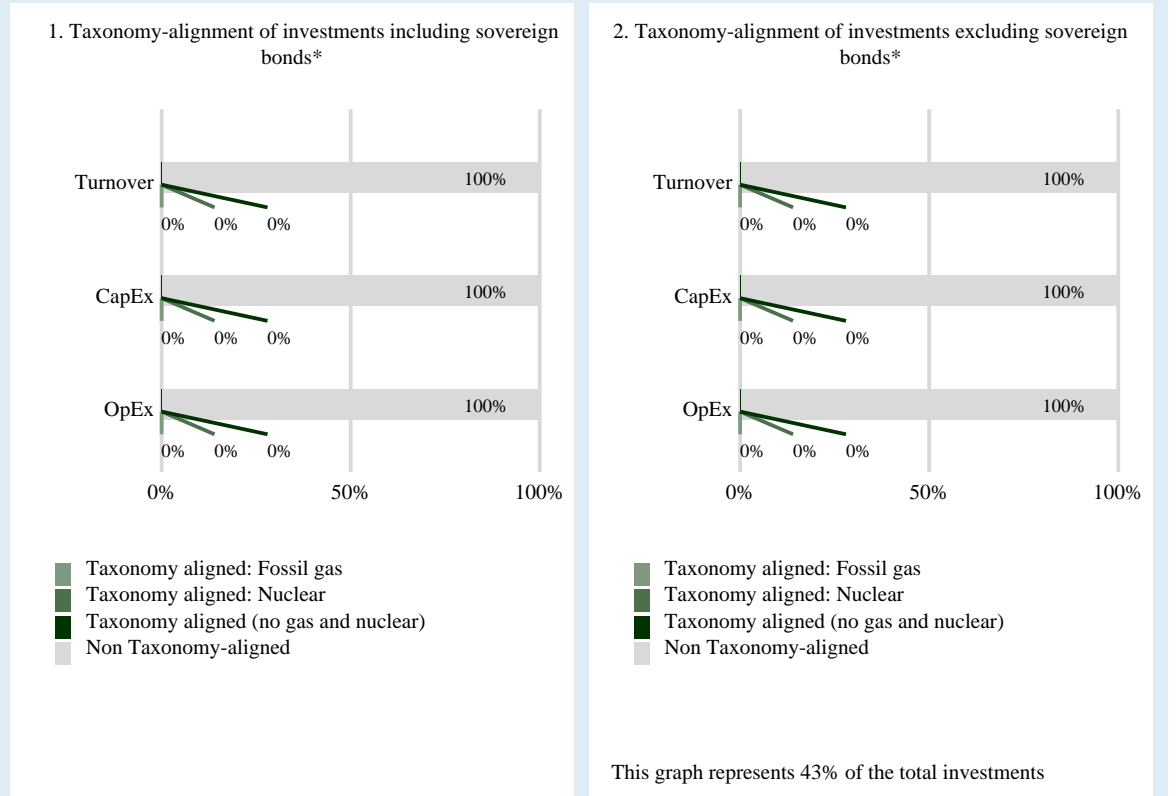 1. Taxonomy-alignment of investments including sovereign
bonds*
Turnover
100%
0% 0% 0%
CapEx
100%
0% 0% 0%
OpEx
100%
0% 0% 0%
0% 50% 100%
Taxonomy aligned: Fossil gas
Taxonomy aligned: Nuclear
Taxonomy aligned (no gas and nuclear)
Non Taxonomy-aligned
2. Taxonomy-alignment of investments excluding sovereign
bonds*
Turnover
100%
0% 0% 0%
CapEx
100%
0% 0% 0%
OpEx
100%
0% 0% 0%
0% 50% 100%
Taxonomy aligned: Fossil gas
Taxonomy aligned: Nuclear
Taxonomy aligned (no gas and nuclear)
Non Taxonomy-aligned
This graph represents 43% of the total investments